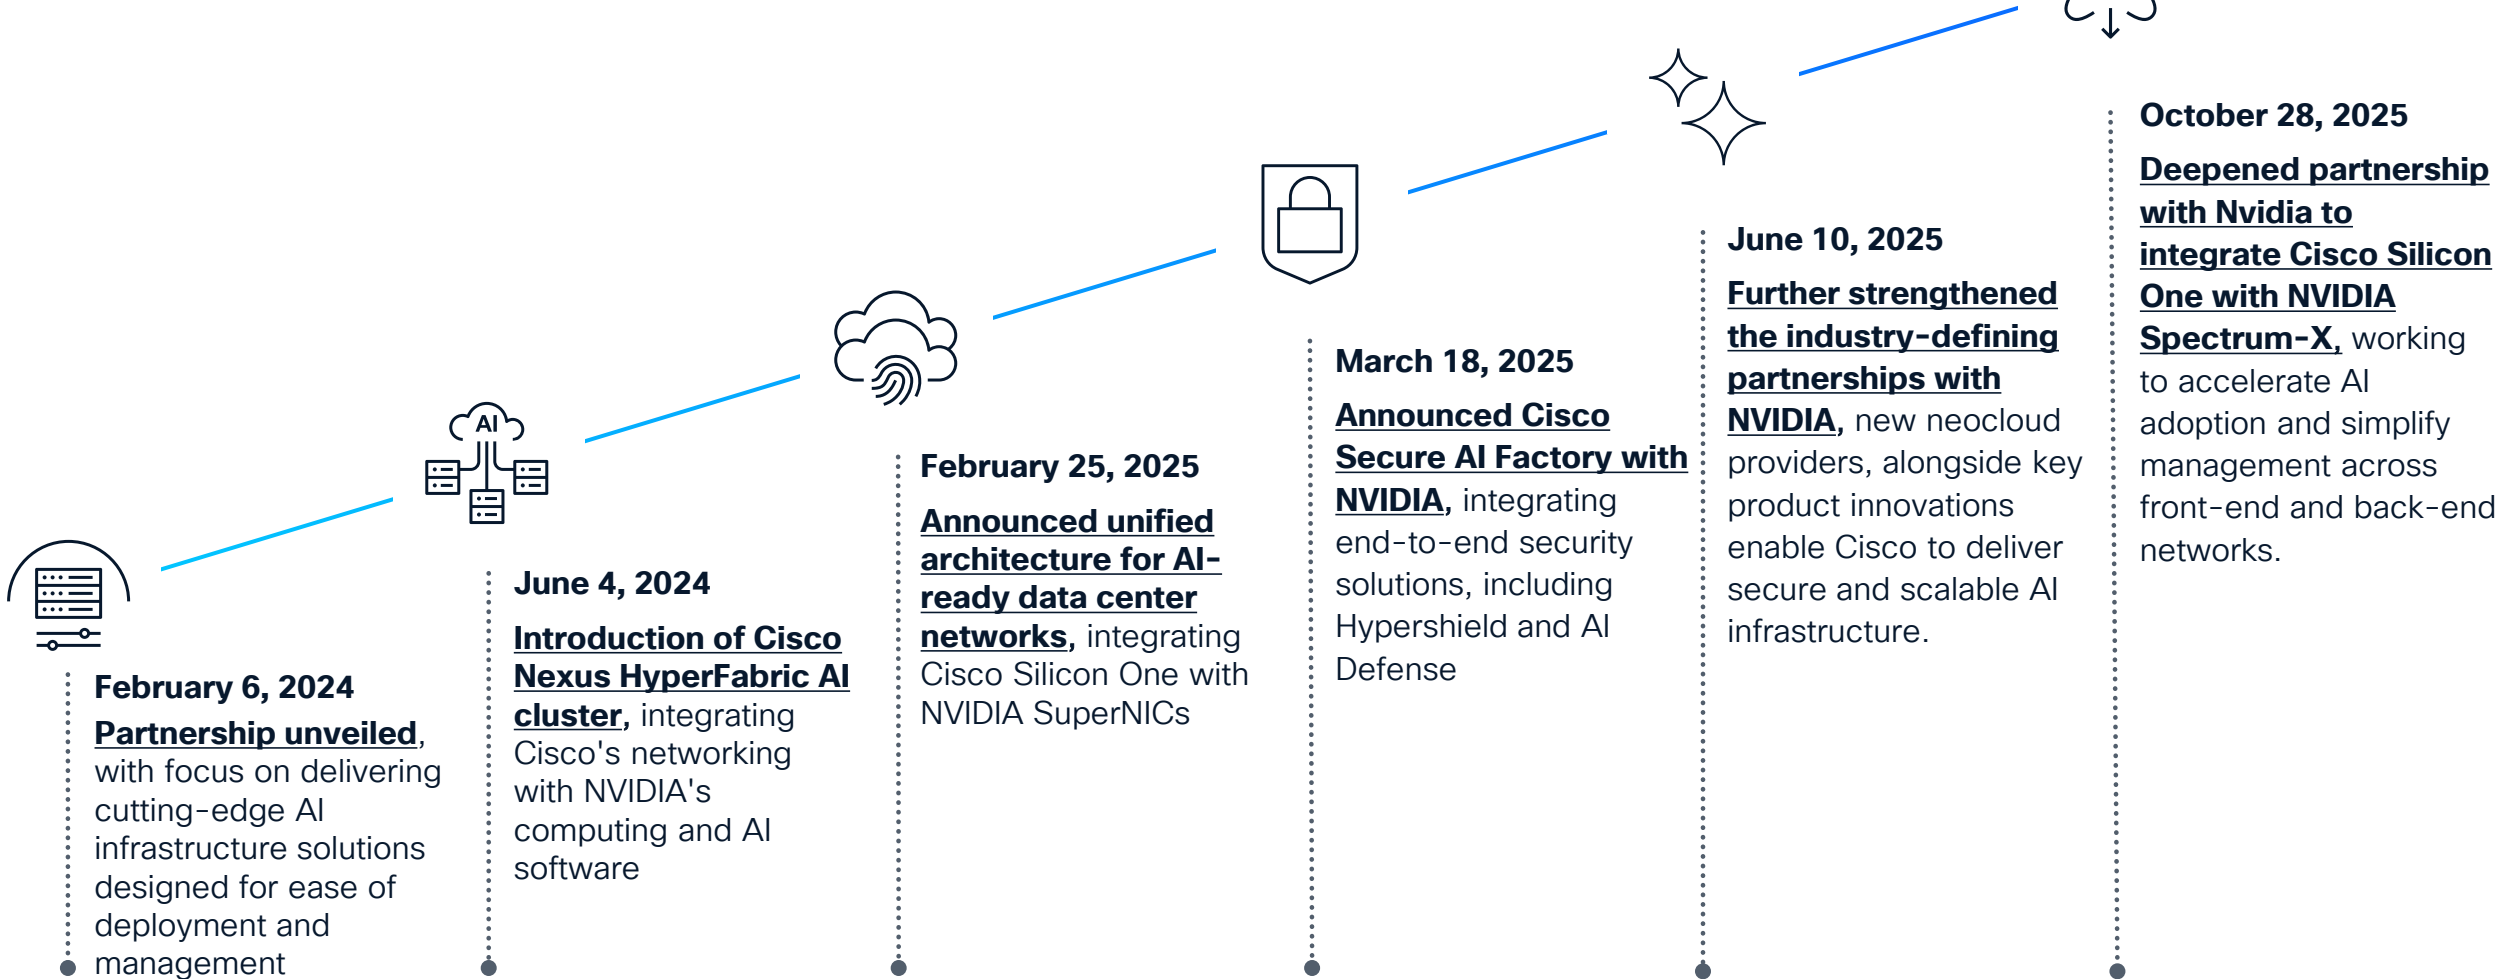 AI
February 6, 2024
Partnership unveiled,
with focus on delivering
cutting-edge AI
infrastructure solutions
designed for ease of
deployment and
management
June 4, 2024
Introduction of Cisco
Nexus HyperFabric AI
cluster, integrating
Cisco's networking
with NVIDIA's
computing and AI
software
February 25, 2025
Announced unified
architecture for AI-
ready data center
networks, integrating
Cisco Silicon One with
NVIDIA SuperNICs
March 18, 2025
Announced Cisco
Secure AI Factory with
NVIDIA, integrating
end-to-end security
solutions, including
Hypershield and AI
Defense
June 10, 2025
Further strengthened
the industry-defining
partnerships with
NVIDIA, new neocloud
providers, alongside key
product innovations
enable Cisco to deliver
secure and scalable AI
infrastructure.
October 28, 2025
Deepened partnership
with Nvidia to
integrate Cisco Silicon
One with NVIDIA
Spectrum-X, working
to accelerate AI
adoption and simplify
management across
front-end and back-end
networks.